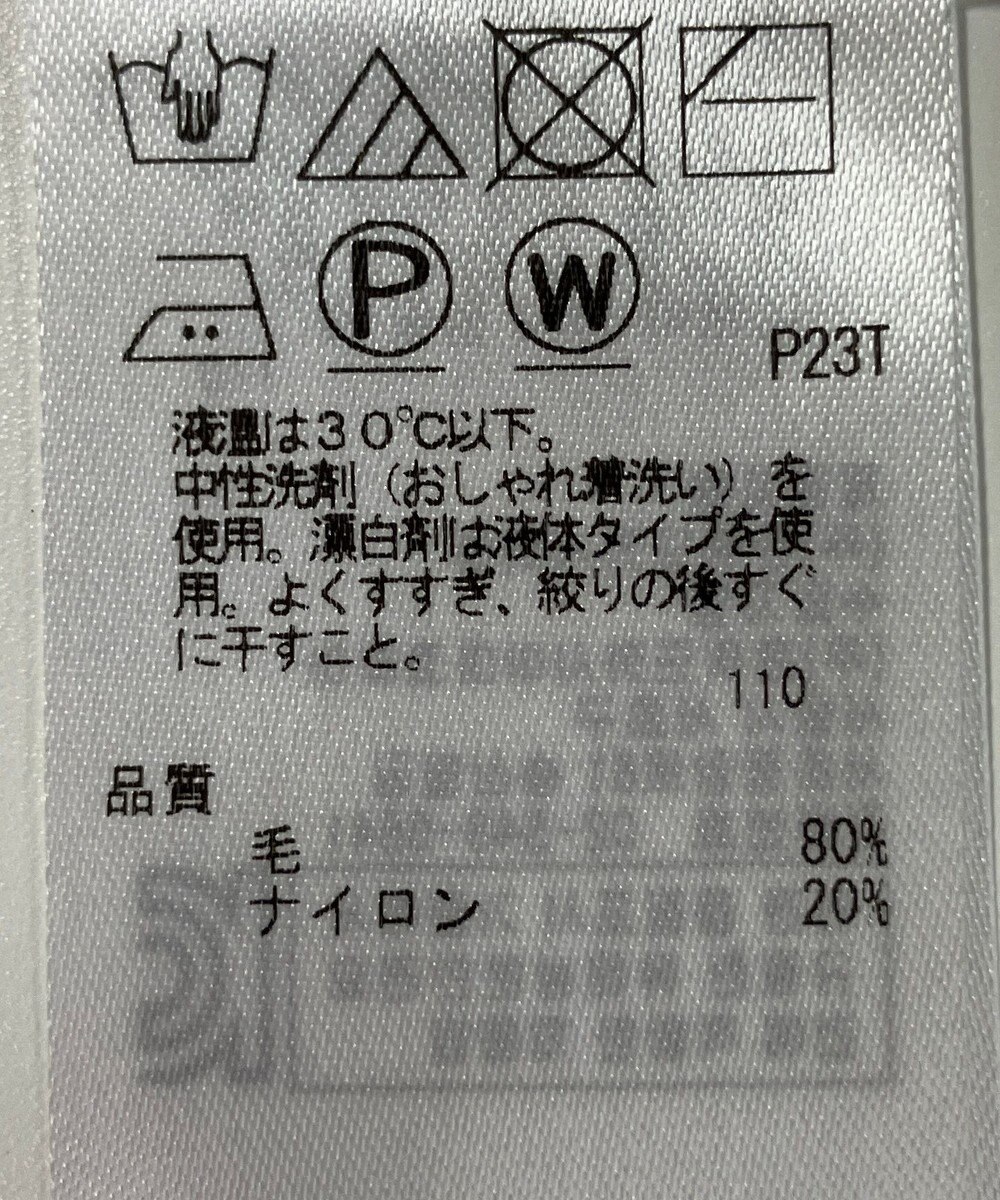 P
W
P23T
液温は30℃以下。
中性洗剤(おしゃれ着洗い)を
使用。漂白剤は液体タイプを使
用。よくすすぎ、絞りの後すぐ
に干すこと。
110
品質
毛 80%
ナイロン 20%